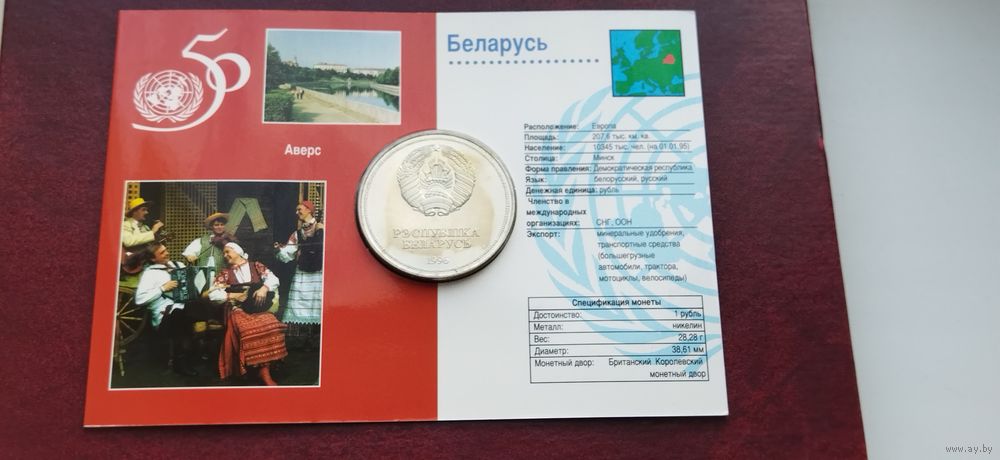 50
Аверс
РЭСПУБЛІКА
БЕЛАРУСЬ
1996
Беларусь
Расположение: Европа
Площадь: 207,6 тыс. км. кв.
Население: 10345 тыс. чел. (на 01.01.95)
Столица: Минск
Форма правления: Демократическая республика
Язык: белорусский, русский
Денежная единица: рубль
Членство в
международных
организациях: СНГ, ООН
Экспорт: минеральные удобрения,
транспортные средства
(большегрузные
автомобили, трактора,
мотоциклы, велосипеды)
Спецификация монеты
Достоинство: 1 рубль
Металл: никелин
Вес: 28,28 г
Диаметр: 38,61 мм
Монетный двор: Британский Королевский
монетный двор
www.ay.by